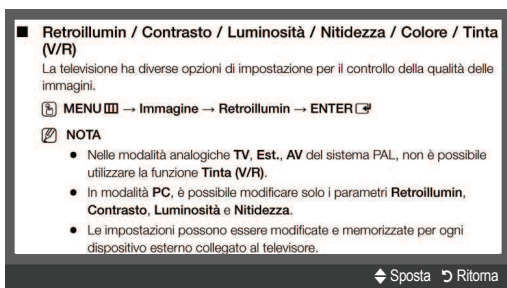 Retroillumin / Contrasto / Luminosità / Nitidezza / Colore / Tinta
(V/R)
La televisione ha diverse opzioni di impostazione per il controllo della qualità delle
immagini.
MENU → Immagine → Retroillumin → ENTER
NOTA
• Nelle modalità analogiche TV, Est., AV del sistema PAL, non è possibile
utilizzare la funzione Tinta (V/R).
• In modalità PC, è possibile modificare solo i parametri Retroillumin,
Contrasto, Luminosità e Nitidezza.
• Le impostazioni possono essere modificate e memorizzate per ogni
dispositivo esterno collegato al televisore.
Sposta Ritorna